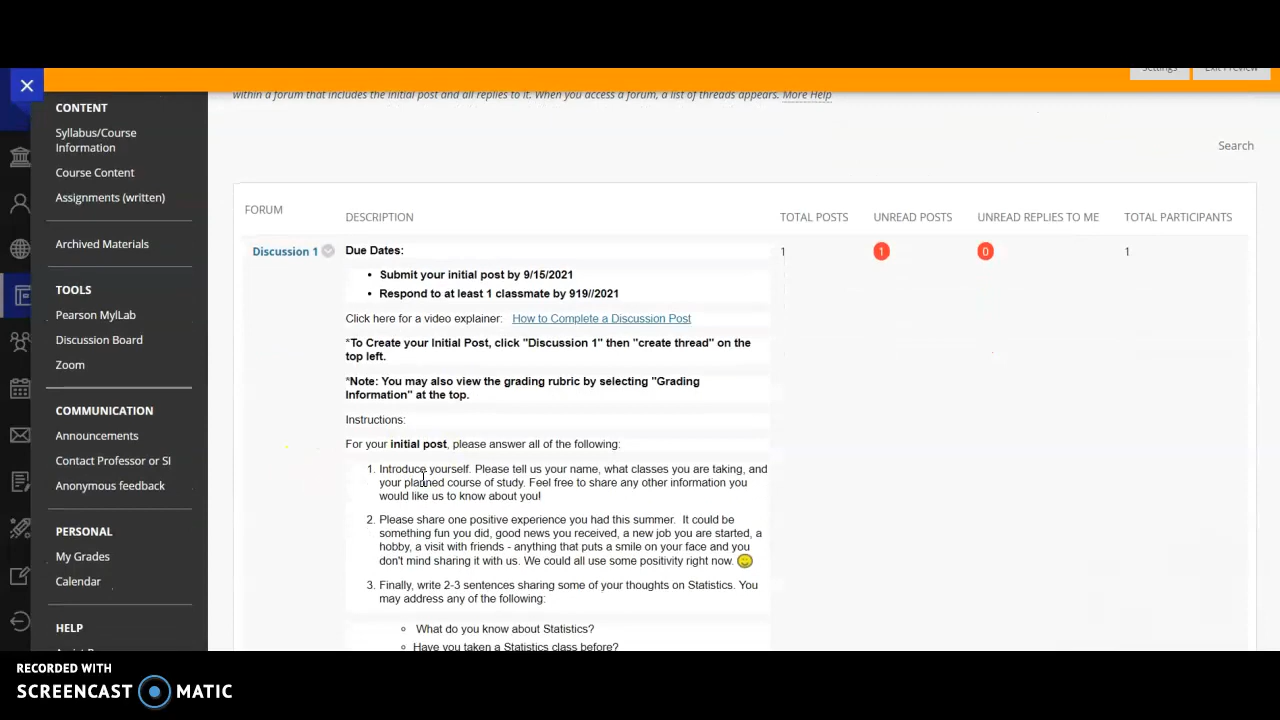 Settings
Exit Preview
within a forum that includes the initial post and all replies to it. When you access a forum, a list of threads appears. More Help
CONTENT
Syllabus/Course
Information
Course Content
Assignments (written)
Archived Materials
TOOLS
Pearson MyLab
Discussion Board
Zoom
COMMUNICATION
Announcements
Contact Professor or SI
Anonymous feedback
PERSONAL
My Grades
Calendar
HELP
Search
FORUM
DESCRIPTION
TOTAL POSTS
UNREAD POSTS
UNREAD REPLIES TO ME
TOTAL PARTICIPANTS
Discussion 1
1
1
0
1
Due Dates:
• Submit your initial post by 9/15/2021
• Respond to at least 1 classmate by 919//2021
Click here for a video explainer: How to Complete a Discussion Post
*To Create your Initial Post, click "Discussion 1" then "create thread" on the
top left.
*Note: You may also view the grading rubric by selecting "Grading
Information" at the top.
Instructions:
For your initial post, please answer all of the following:
1. Introduce yourself. Please tell us your name, what classes you are taking, and
your planned course of study. Feel free to share any other information you
would like us to know about you!
2. Please share one positive experience you had this summer. It could be
something fun you did, good news you received, a new job you are started, a
hobby, a visit with friends - anything that puts a smile on your face and you
don't mind sharing it with us. We could all use some positivity right now.
3. Finally, write 2-3 sentences sharing some of your thoughts on Statistics. You
may address any of the following:
What do you know about Statistics?
Have you taken a Statistics class before?
RECORDED WITH
SCREENCAST MATIC